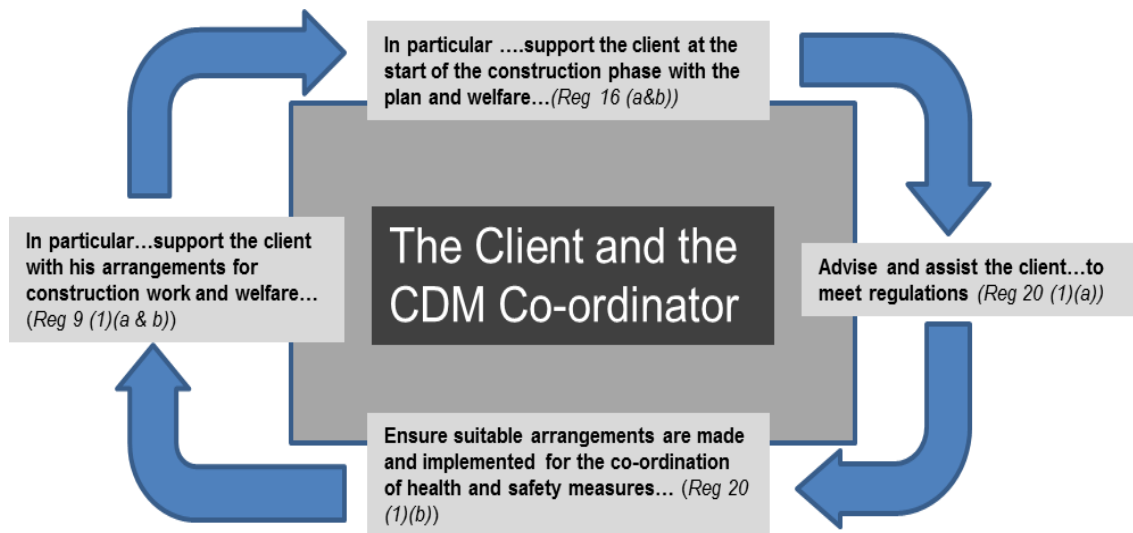 In particular ….support the client at the
start of the construction phase with the
plan and welfare…(Reg 16 (a&b))
In particular…support the client
with his arrangements for
construction work and welfare…
(Reg 9 (1)(a & b))
The Client and the
CDM Co-ordinator
Advise and assist the client…to
meet regulations (Reg 20 (1)(a))
Ensure suitable arrangements are made
and implemented for the co-ordination
of health and safety measures… (Reg 20
(1)(b))